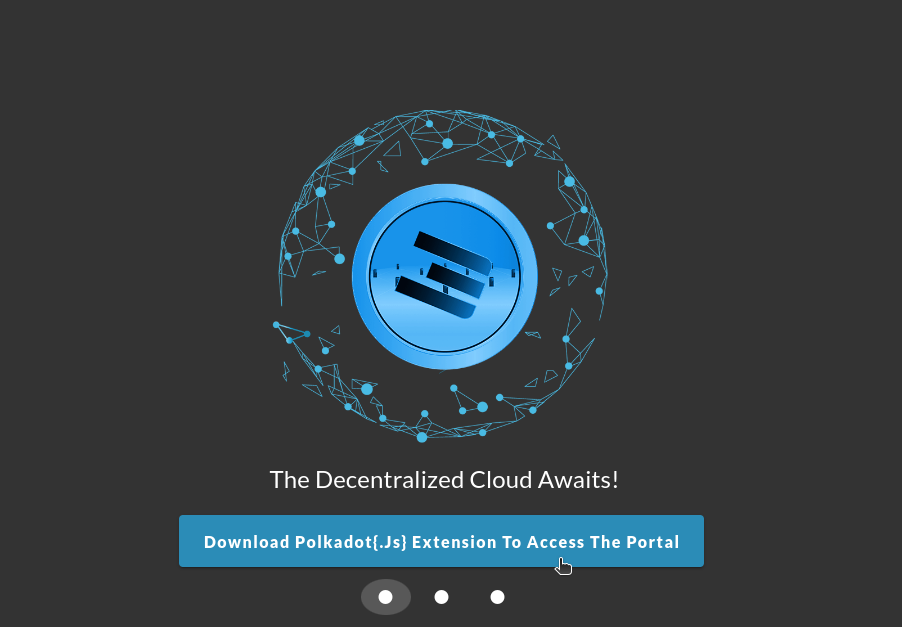 The Decentralized Cloud Awaits!
Download Polkadot{.Js} Extension To Access The Portal